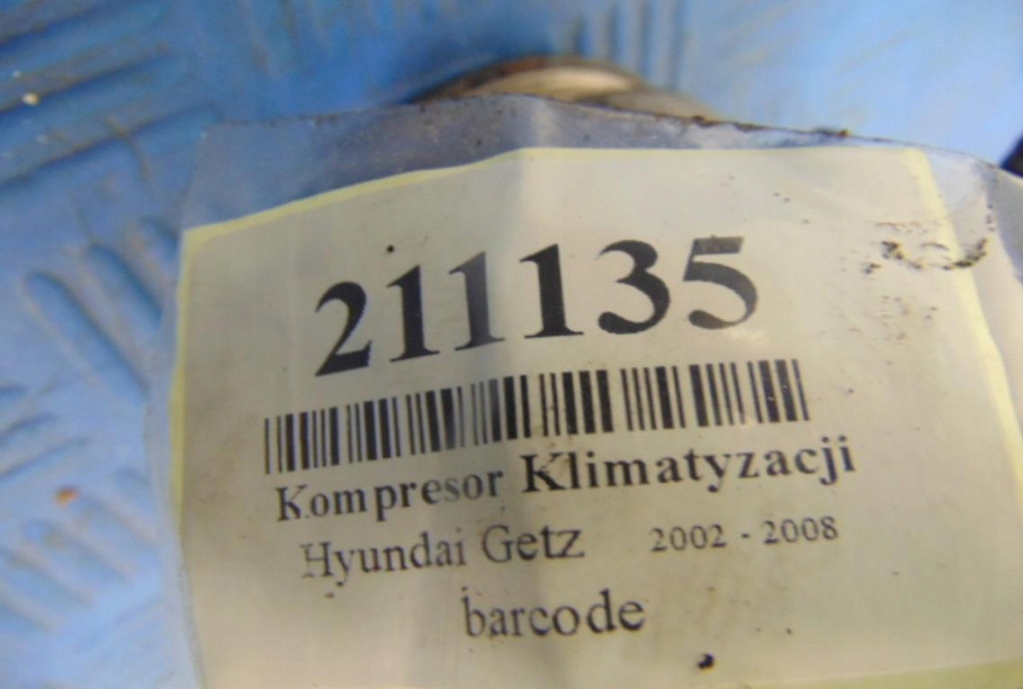 211135
Kompresor Klimatyzacji
Hyundai Getz 2002 - 2008
barcode